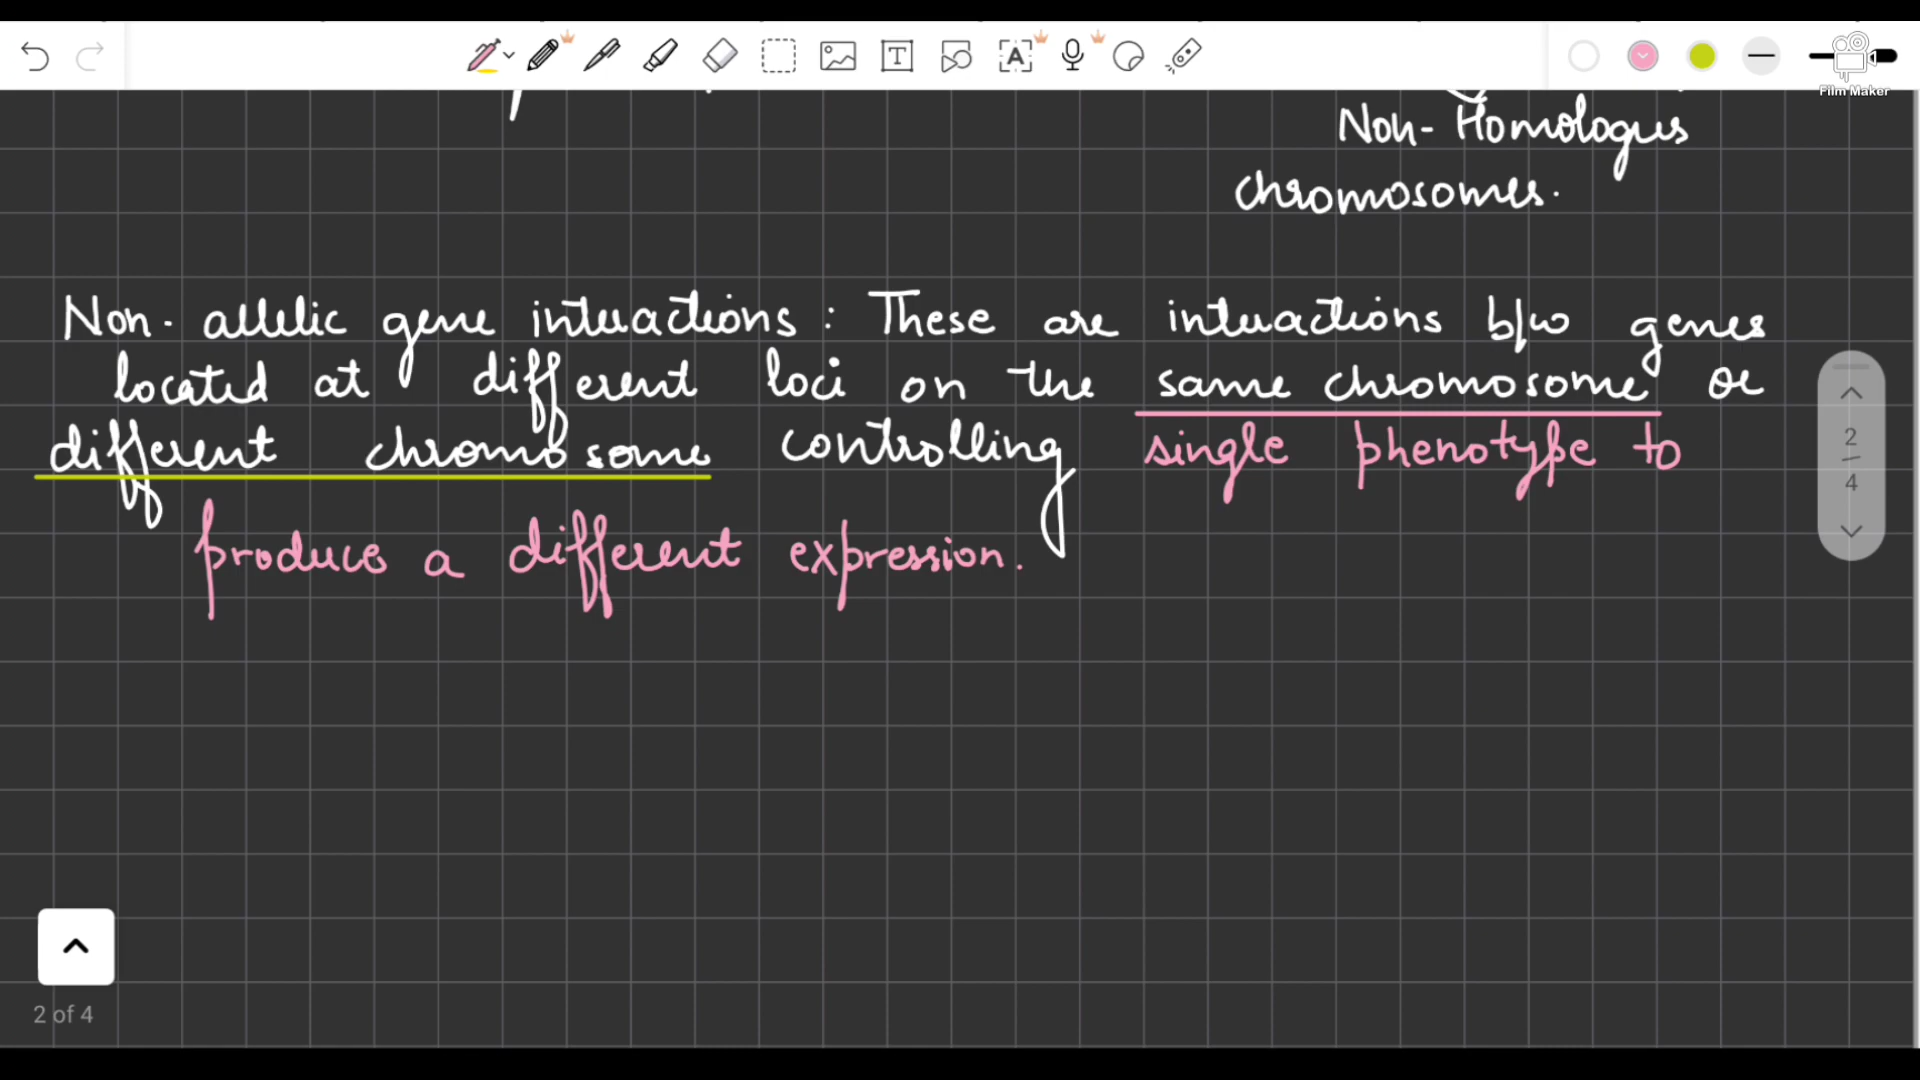 Film Maker
Non-Homologus
chromosomes.
Non-allelic gene interactions : These are interactions b/w genes
located at different loci on the same chromosome or
different chromosome controlling single phenotype to
produce a different expression.
2
4
2 of 4